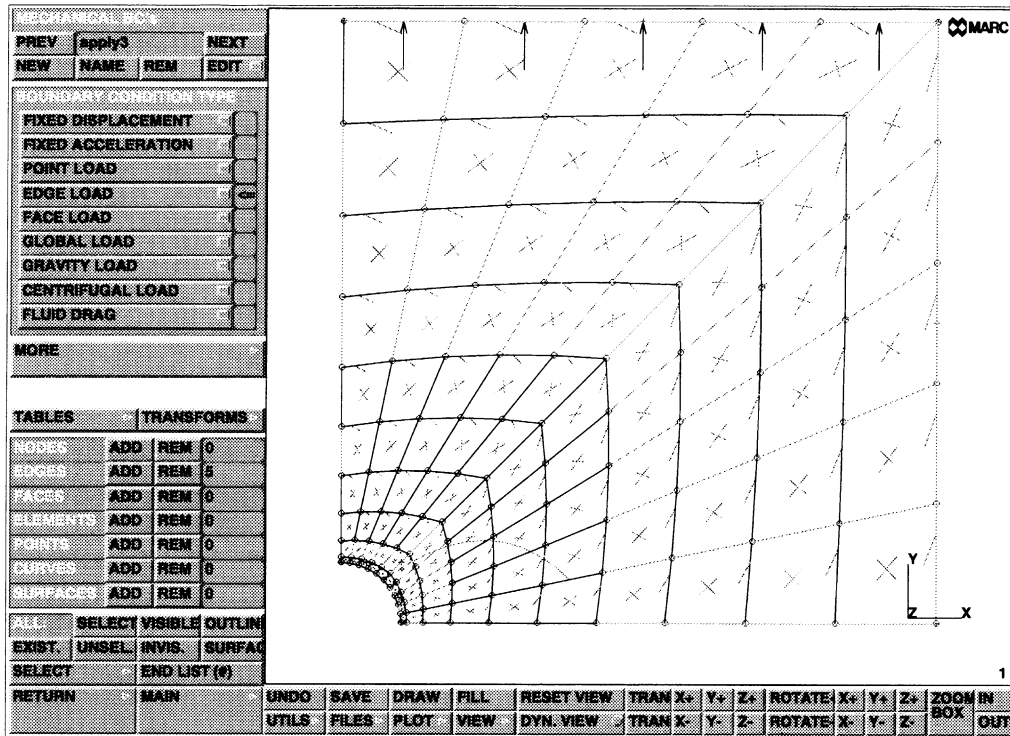 MECHANICAL BC's
PREV apply3 NEXT
NEW NAME REM EDIT
BOUNDARY CONDITION TYPE
FIXED DISPLACEMENT
FIXED ACCELERATION
POINT LOAD
EDGE LOAD
FACE LOAD
GLOBAL LOAD
GRAVITY LOAD
CENTRIFUGAL LOAD
FLUID DRAG
MORE
TABLES TRANSFORMS
NODES ADD REM 0
EDGES ADD REM 5
FACES ADD REM 0
ELEMENTS ADD REM 0
POINTS ADD REM 0
CURVES ADD REM 0
SURFACES ADD REM 0
ALL: SELECT VISIBLE OUTLINE
EXIST. UNSEL. INVIS. SURFAC
SELECT END LIST (#)
RETURN MAIN
MARC
Y
Z X
1
UNDO SAVE DRAW FILL RESET VIEW TRAN X+ Y+ Z+ ROTATE X+ Y+ Z+ ZOOM IN
UTILS FILES PLOT VIEW DYN. VIEW TRAN X- Y- Z- ROTATE X- Y- Z- BOX OUT